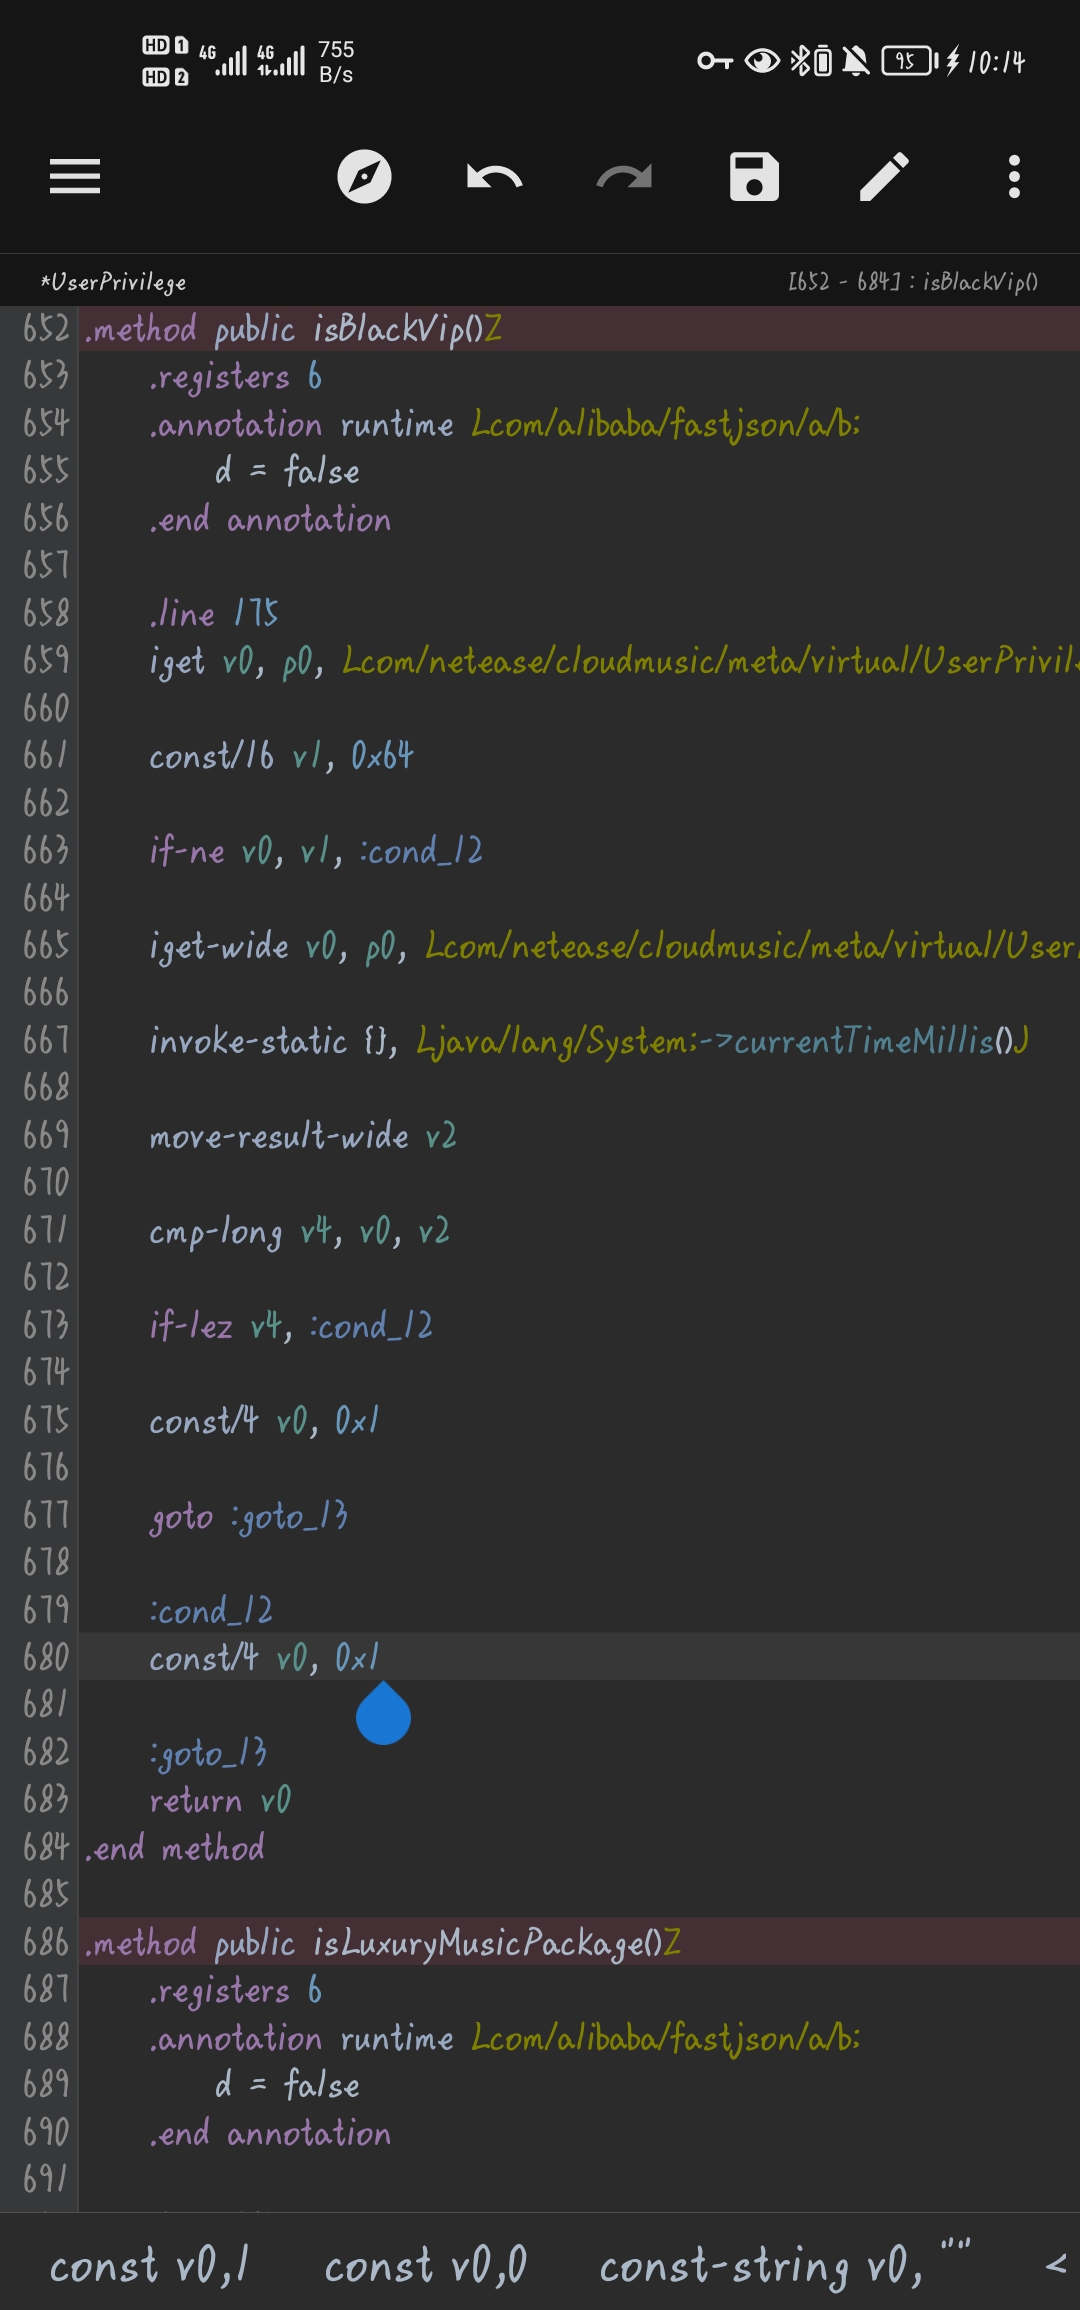 HD 1 4G 4G 755
HD 2 B/s
95 10:14
*UserPrivilege [652 - 684] : isBlackVip()
652 .method public isBlackVip()Z
653 .registers 6
654 .annotation runtime Lcom/alibaba/fastjson/a/b;
655 d = false
656 .end annotation
657
658 .line 175
659 iget v0, p0, Lcom/netease/cloudmusic/meta/virtual/UserPrivile
660
661 const/16 v1, 0x64
662
663 if-ne v0, v1, :cond_12
664
665 iget-wide v0, p0, Lcom/netease/cloudmusic/meta/virtual/User
666
667 invoke-static {}, Ljava/lang/System;->currentTimeMillis()J
668
669 move-result-wide v2
670
671 cmp-long v4, v0, v2
672
673 if-lez v4, :cond_12
674
675 const/4 v0, 0x1
676
677 goto :goto_13
678
679 :cond_12
680 const/4 v0, 0x1
681
682 :goto_13
683 return v0
684 .end method
685
686 .method public isLuxuryMusicPackage()Z
687 .registers 6
688 .annotation runtime Lcom/alibaba/fastjson/a/b;
689 d = false
690 .end annotation
691
const v0,1 const v0,0 const-string v0, "" <